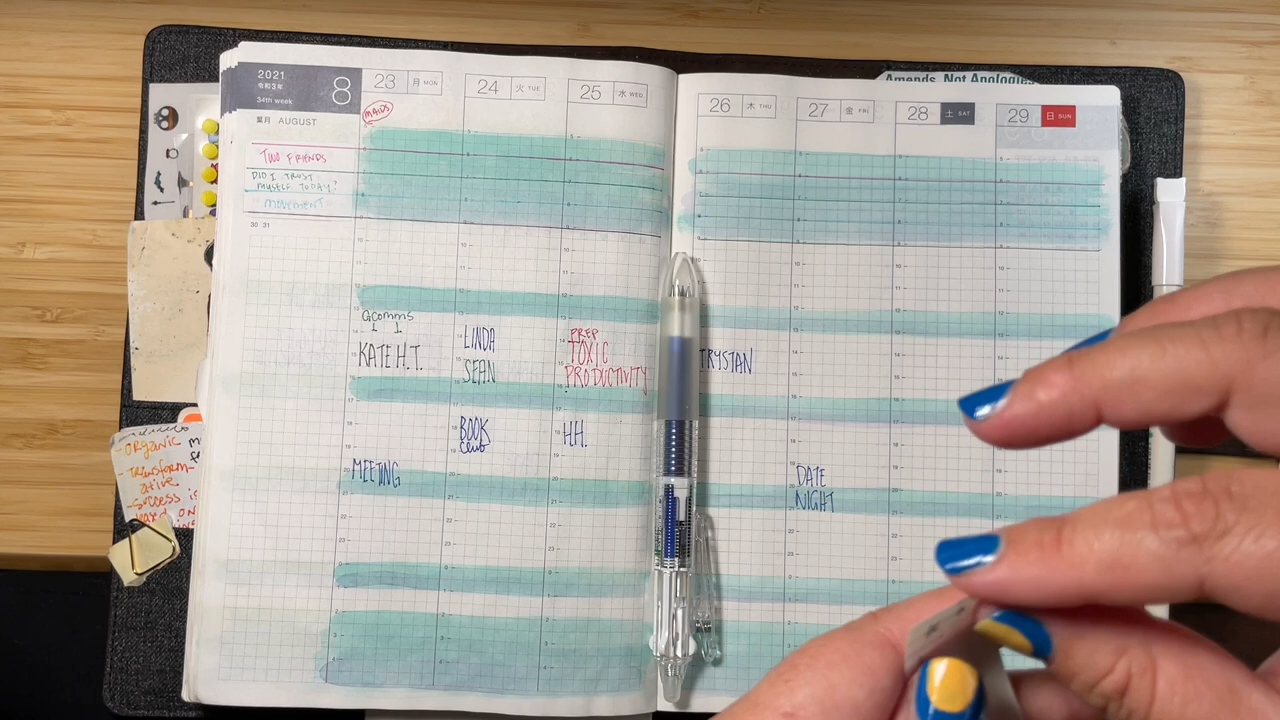 Amends, Not Apologies
2021
令和3年
34th week
8
23 月 MON
24 火 TUE
25 水 WED
26 木 THU
27 金 FRI
28 土 SAT
29 日 SUN
葉月 AUGUST
MAIDS
TWO FRIENDS
DID I TRUST
MYSELF TODAY?
MOVEMENT
30 31
GComms
KATE H.T.
MEETING
LINDA
SEAN
BOOK
CLUB
PREP
TOXIC
PRODUCTIVITY
H.H.
TRYSTAN
DATE
NIGHT
-ORGANIC
-TRANSFORM-
ATIVE
-SUCCESS IS
BASED ON